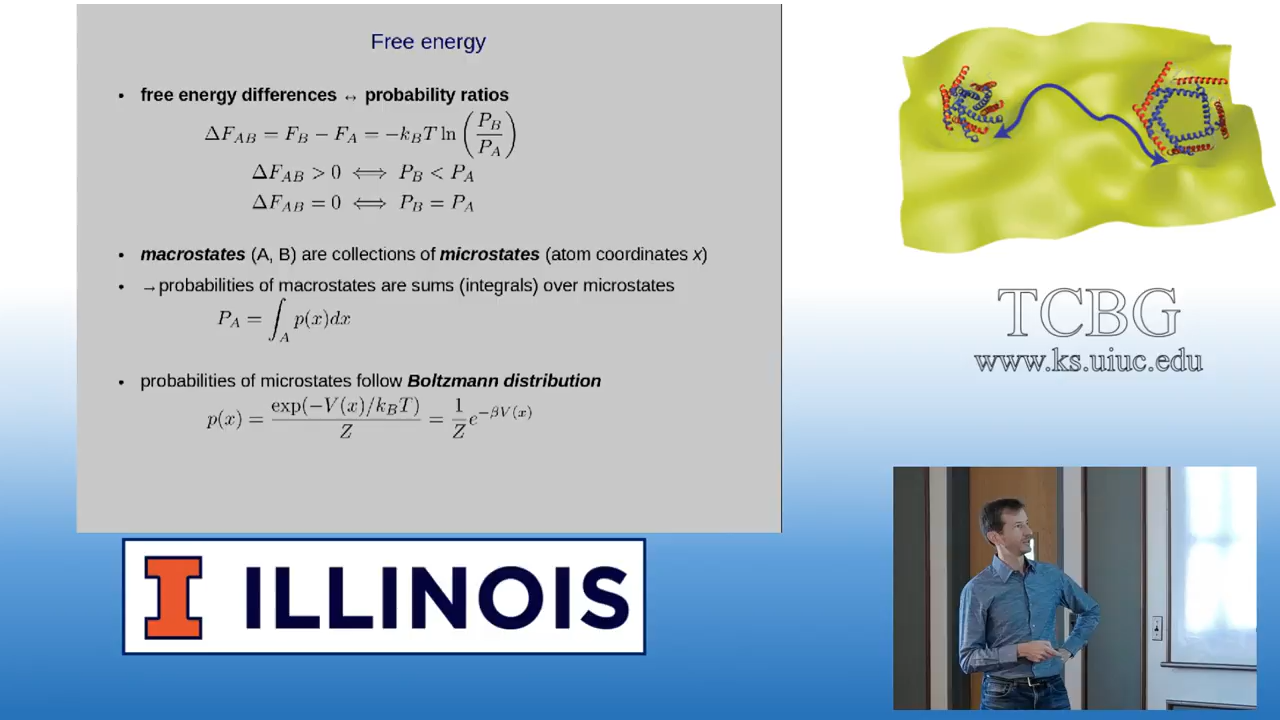 Free energy
• free energy differences ↔ probability ratios
ΔF_AB = F_B − F_A = −k_B T ln (P_B / P_A)
ΔF_AB > 0 ⟺ P_B < P_A
ΔF_AB = 0 ⟺ P_B = P_A
• macrostates (A, B) are collections of microstates (atom coordinates x)
• →probabilities of macrostates are sums (integrals) over microstates
P_A = ∫_A p(x)dx
• probabilities of microstates follow Boltzmann distribution
p(x) = exp(−V(x)/k_B T) / Z = 1/Z e^{−βV(x)}
TCBG
www.ks.uiuc.edu
I ILLINOIS